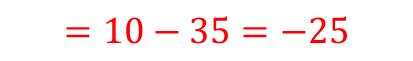 = 10 − 35 = −25